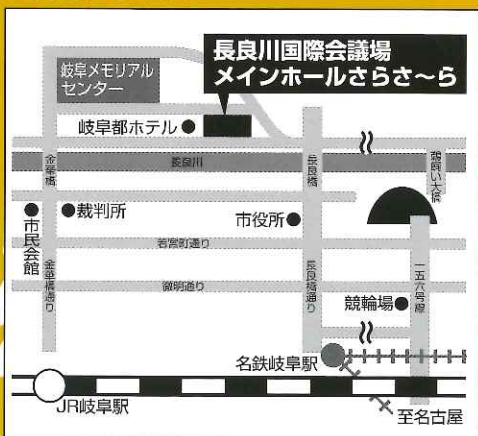 長良川国際会議場
メインホールさらさ～ら
岐阜メモリアル
センター
岐阜都ホテル
金華橋
長良川
長良橋
鵜飼い大橋
裁判所
市民会館
市役所
若宮町通り
金華橋通り
徹明通り
長良橋通り
一五六号線
競輪場
名鉄岐阜駅
JR岐阜駅
至名古屋